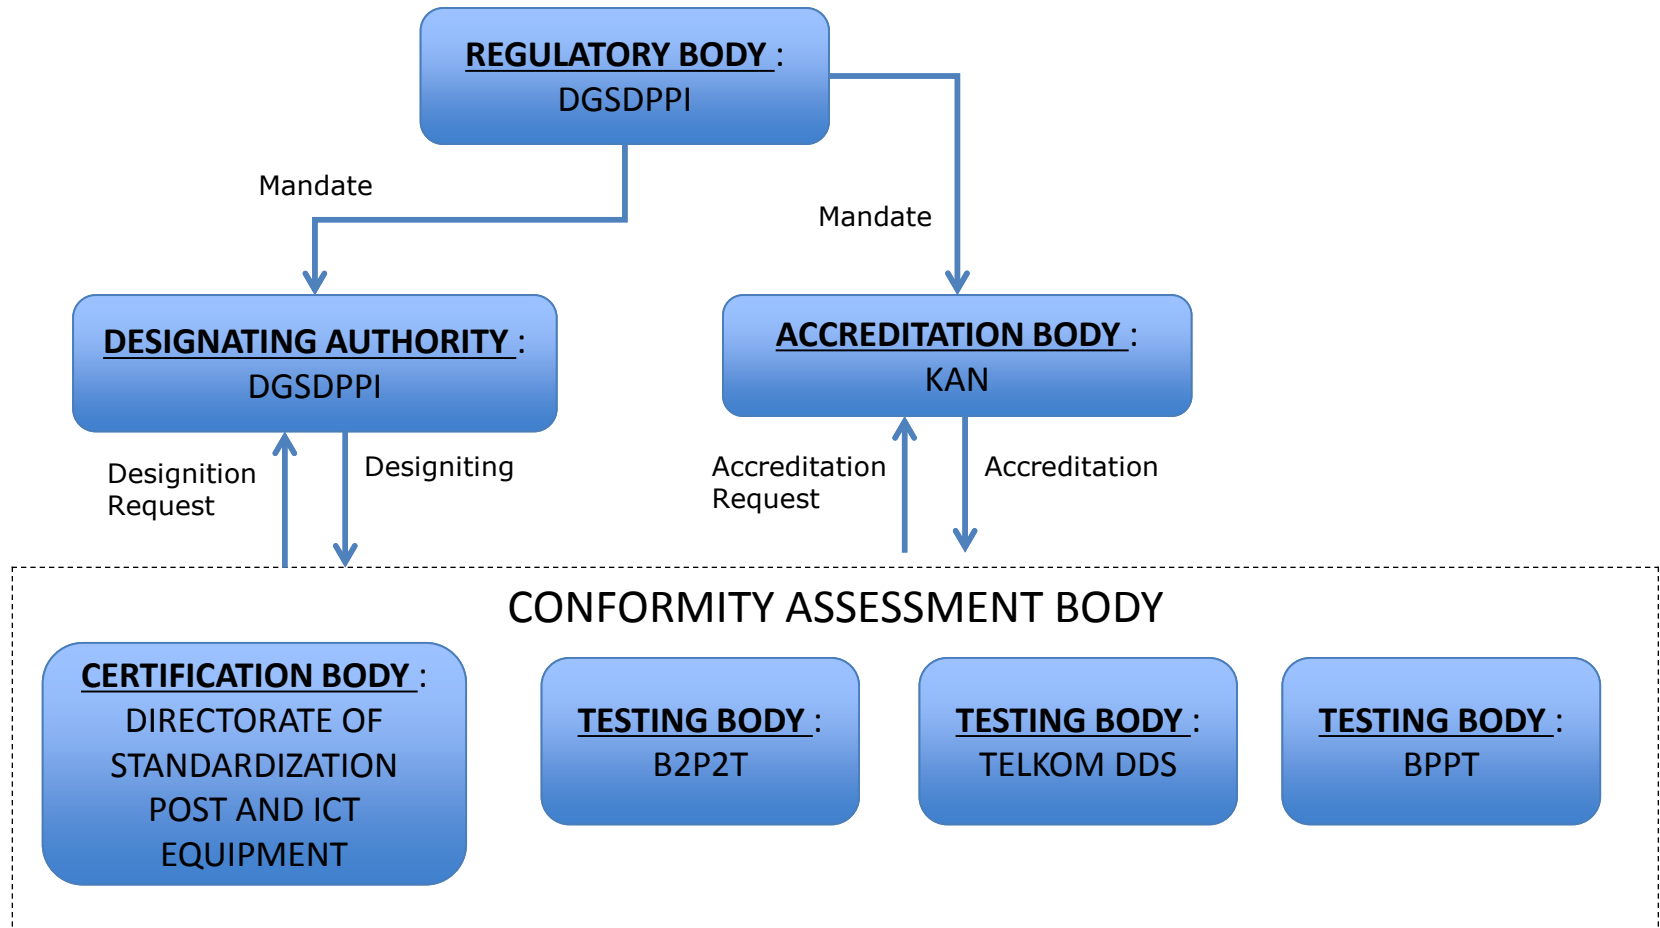 REGULATORY BODY :
DGSDPPI
Mandate
Mandate
DESIGNATING AUTHORITY :
DGSDPPI
ACCREDITATION BODY :
KAN
Designition
Request
Designiting
Accreditation
Request
Accreditation
CONFORMITY ASSESSMENT BODY
CERTIFICATION BODY :
DIRECTORATE OF
STANDARDIZATION
POST AND ICT
EQUIPMENT
TESTING BODY :
B2P2T
TESTING BODY :
TELKOM DDS
TESTING BODY :
BPPT